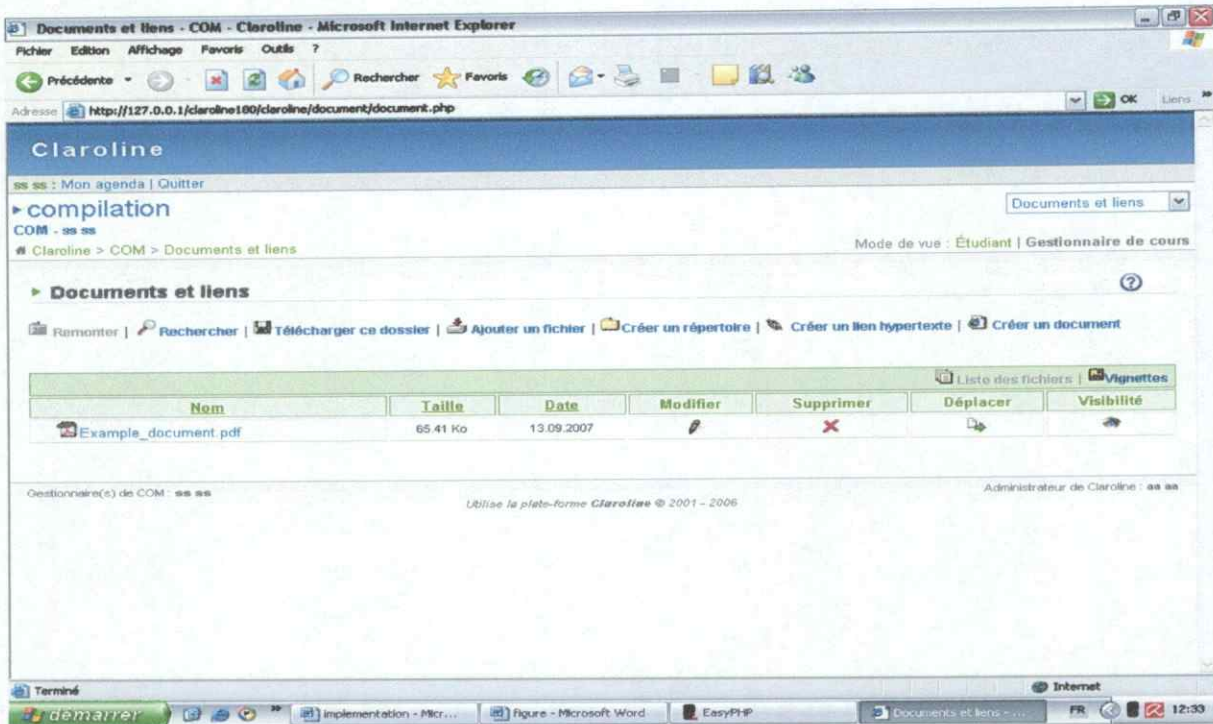 Documents et liens - COM - Claroline - Microsoft Internet Explorer
Fichier Edition Affichage Favoris Outils ?
Précédente Rechercher Favoris
Adresse http://127.0.0.1/claroline180/claroline/document/document.php OK Liens »
Claroline
ss ss : Mon agenda | Quitter
compilation Documents et liens
COM - ss ss
Claroline > COM > Documents et liens Mode de vue : Étudiant | Gestionnaire de cours
Documents et liens ?
Remonter | Rechercher | Télécharger ce dossier | Ajouter un fichier | Créer un répertoire | Créer un lien hypertexte | Créer un document
Liste des fichiers | Vignettes
Nom Taille Date Modifier Supprimer Déplacer Visibilité
Example_document.pdf 65.41 Ko 13.09.2007
Gestionnaire(s) de COM : ss ss Administrateur de Claroline : aa aa
Utilise la plate-forme Claroline © 2001 - 2006
Terminé Internet
démarrer » implementation - Micr... figure - Microsoft Word EasyPHP Documents et liens - ... FR 12:33